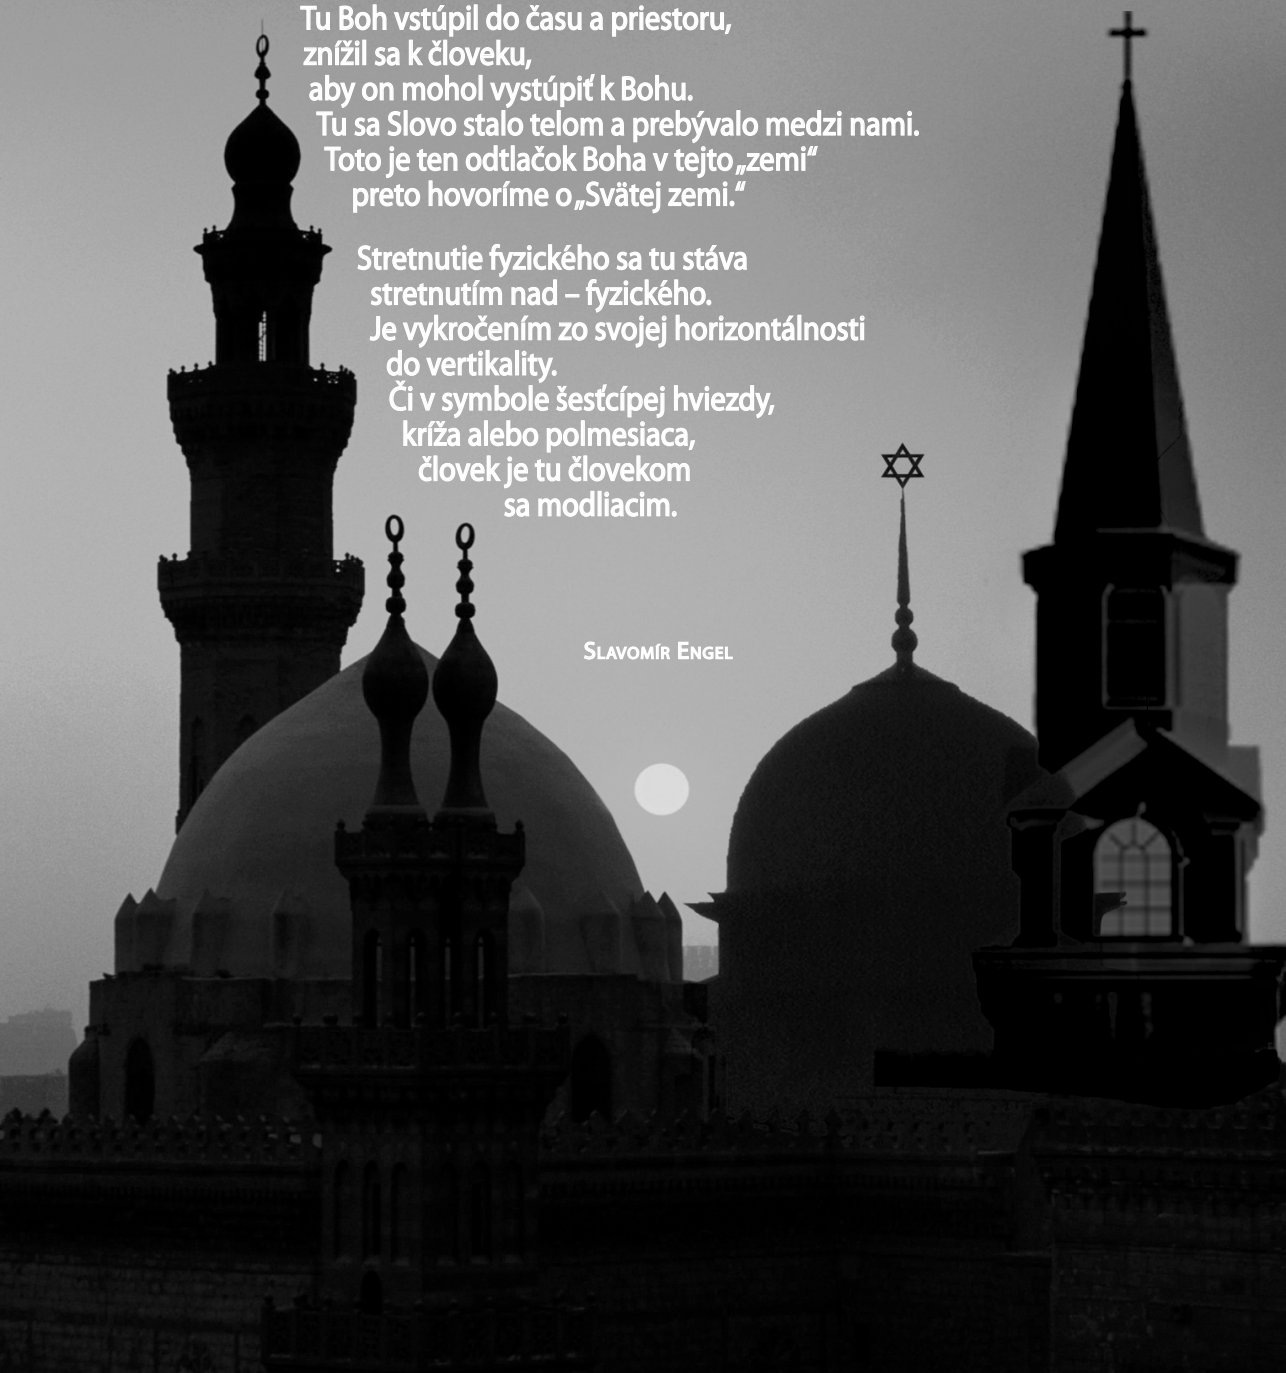 Tu Boh vstúpil do času a priestoru,
znížil sa k človeku,
aby on mohol vystúpiť k Bohu.
Tu sa Slovo stalo telom a prebývalo medzi nami.
Toto je ten odtlačok Boha v tejto „zemi“
preto hovoríme o „Svätej zemi.“
Stretnutie fyzického sa tu stáva
stretnutím nad – fyzického.
Je vykročením zo svojej horizontálnosti
do vertikality.
Či v symbole šesťcípej hviezdy,
kríža alebo polmesiaca,
človek je tu človekom
sa modliacim.
Slavomír Engel